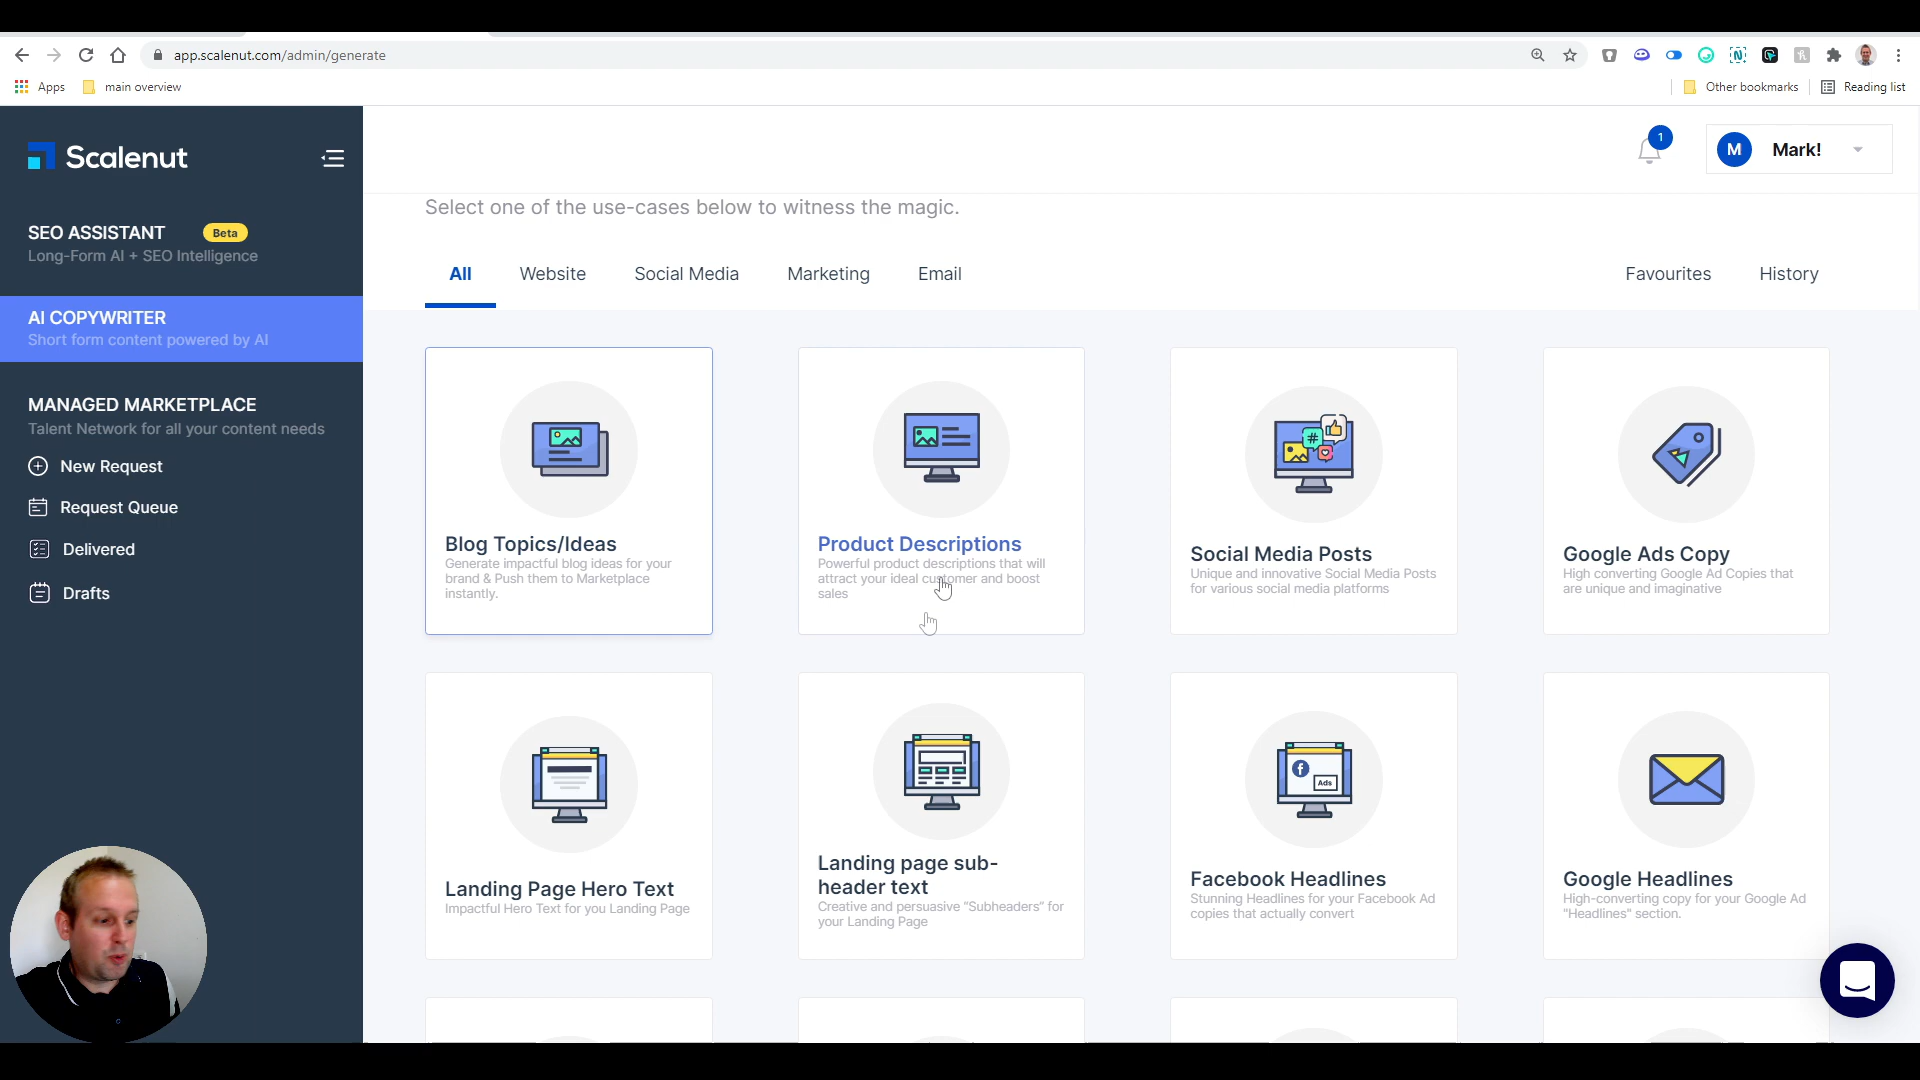 app.scalenut.com/admin/generate
Apps
main overview
Other bookmarks
Reading list
Scalenut
1
M
Mark!
Select one of the use-cases below to witness the magic.
SEO ASSISTANT
Beta
Long-Form AI + SEO Intelligence
All
Website
Social Media
Marketing
Email
Favourites
History
AI COPYWRITER
Short form content powered by AI
MANAGED MARKETPLACE
Talent Network for all your content needs
New Request
Request Queue
Delivered
Drafts
Blog Topics/Ideas
Generate impactful blog ideas for your
brand & Push them to Marketplace
instantly.
Product Descriptions
Powerful product descriptions that will
attract your ideal customer and boost
sales
#
Social Media Posts
Unique and innovative Social Media Posts
for various social media platforms
Google Ads Copy
High converting Google Ad Copies that
are unique and imaginative
Landing Page Hero Text
Impactful Hero Text for you Landing Page
Landing page sub-
header text
Creative and persuasive "Subheaders" for
your Landing Page
f
Ads
Facebook Headlines
Stunning Headlines for your Facebook Ad
copies that actually convert
Google Headlines
High-converting copy for your Google Ad
"Headlines" section.